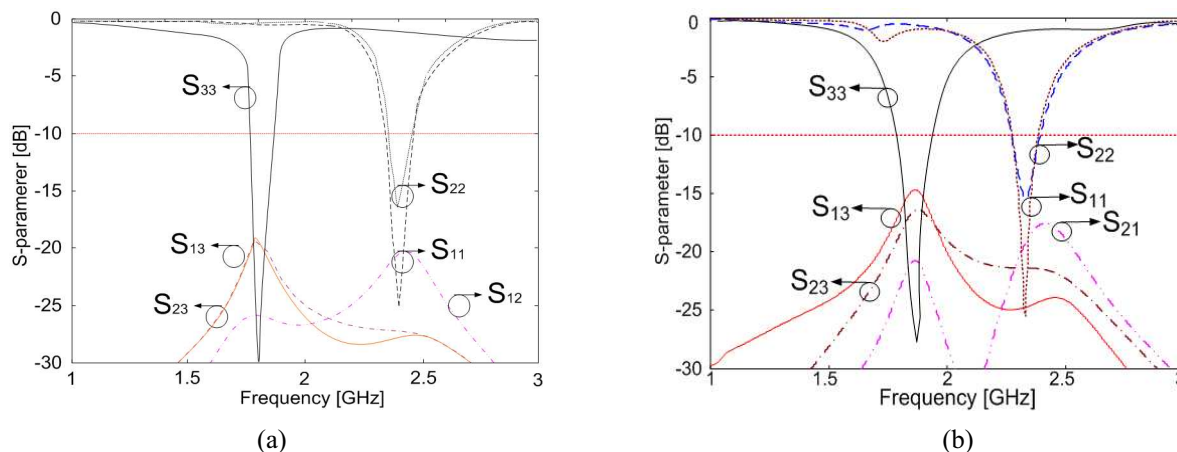 0
-5
-10
-15
-20
-25
-30
S-paramerer [dB]
S33
S22
S13
S11
S23
S12
1 1.5 2 2.5 3
Frequency [GHz]
(a)
0
-5
-10
-15
-20
-25
-30
S-parameter [dB]
S33
S22
S11
S13
S21
S23
1 1.5 2 2.5 3
Frequency [GHz]
(b)